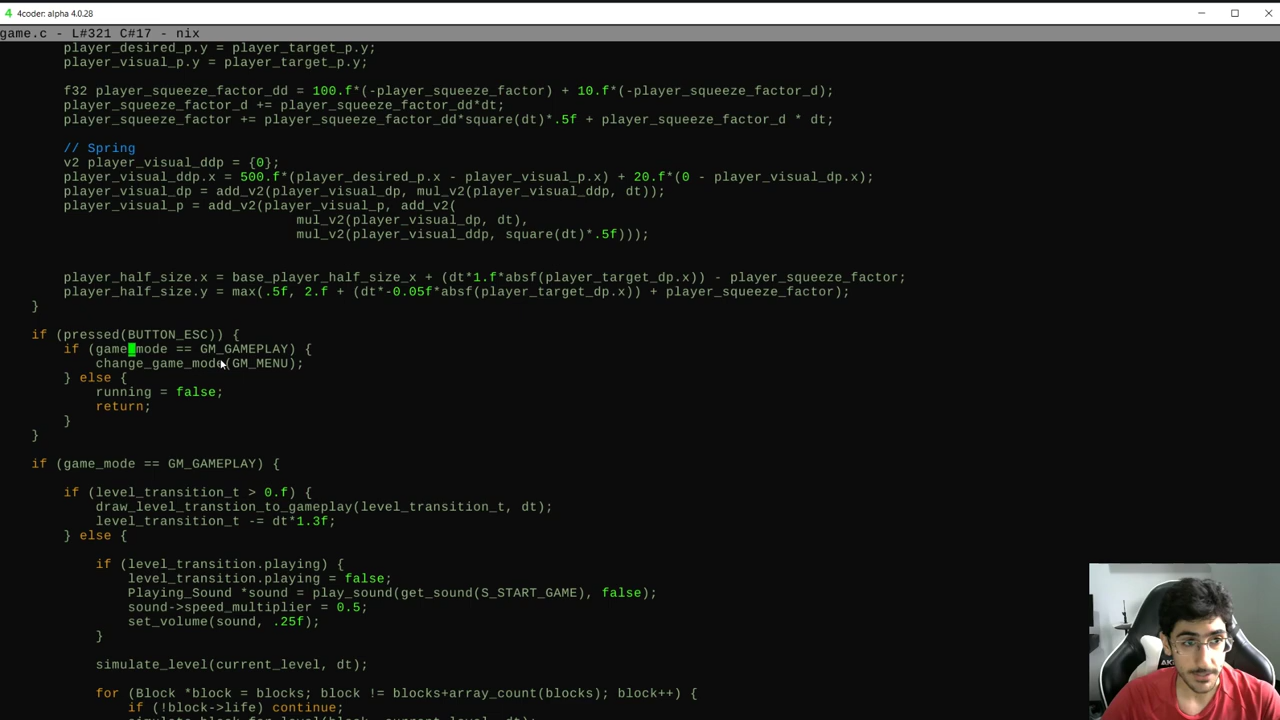 4 4coder: alpha 4.0.28
game.c - L#321 C#17 - nix
player_desired_p.y = player_target_p.y;
player_visual_p.y = player_target_p.y;
f32 player_squeeze_factor_dd = 100.f*(-player_squeeze_factor) + 10.f*(-player_squeeze_factor_d);
player_squeeze_factor_d += player_squeeze_factor_dd*dt;
player_squeeze_factor += player_squeeze_factor_dd*square(dt)*.5f + player_squeeze_factor_d * dt;
// Spring
v2 player_visual_ddp = {0};
player_visual_ddp.x = 500.f*(player_desired_p.x - player_visual_p.x) + 20.f*(0 - player_visual_dp.x);
player_visual_dp = add_v2(player_visual_dp, mul_v2(player_visual_ddp, dt));
player_visual_p = add_v2(player_visual_p, add_v2(
mul_v2(player_visual_dp, dt),
mul_v2(player_visual_ddp, square(dt)*.5f)));
player_half_size.x = base_player_half_size_x + (dt*1.f*absf(player_target_dp.x)) - player_squeeze_factor;
player_half_size.y = max(.5f, 2.f + (dt*-0.05f*absf(player_target_dp.x)) + player_squeeze_factor);
}
if (pressed(BUTTON_ESC)) {
if (game_mode == GM_GAMEPLAY) {
change_game_mode(GM_MENU);
} else {
running = false;
return;
}
}
if (game_mode == GM_GAMEPLAY) {
if (level_transition_t > 0.f) {
draw_level_transtion_to_gameplay(level_transition_t, dt);
level_transition_t -= dt*1.3f;
} else {
if (level_transition.playing) {
level_transition.playing = false;
Playing_Sound *sound = play_sound(get_sound(S_START_GAME), false);
sound->speed_multiplier = 0.5;
set_volume(sound, .25f);
}
simulate_level(current_level, dt);
for (Block *block = blocks; block != blocks+array_count(blocks); block++) {
if (!block->life) continue;